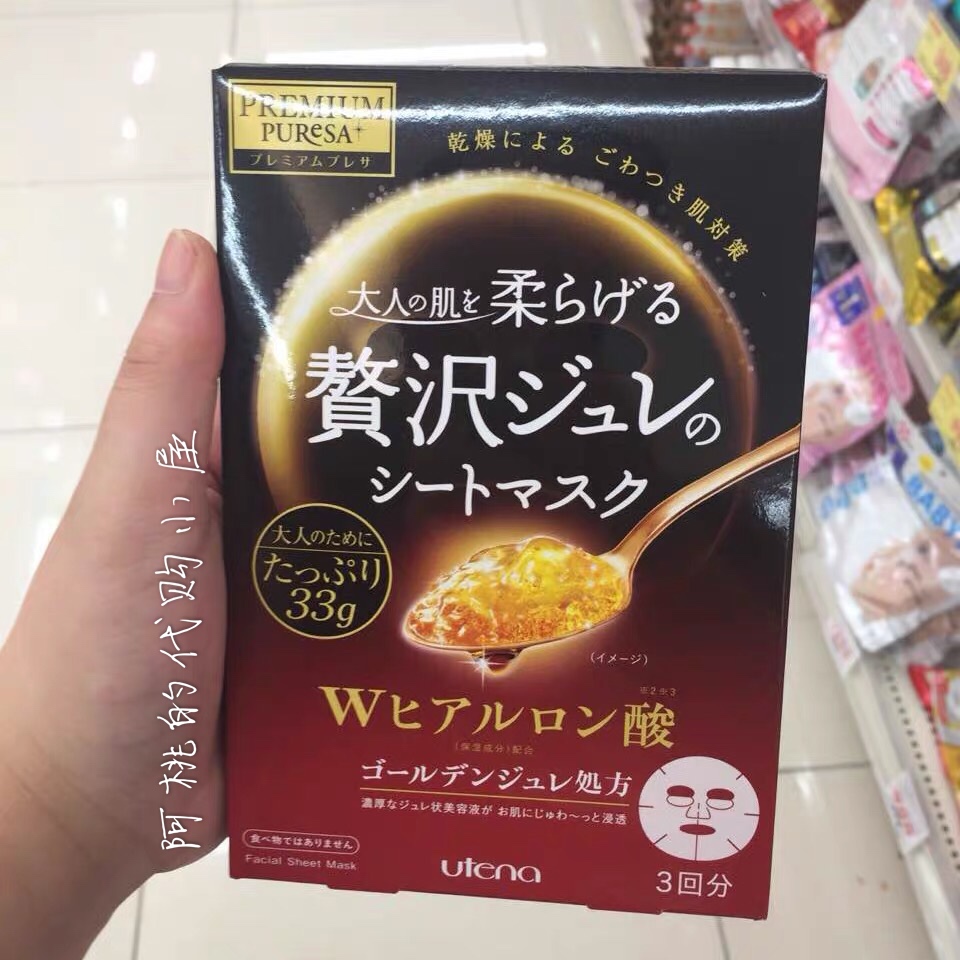 PREMIUM
PUReSA
プレミアムプレサ
乾燥による ごわつき肌対策
大人の肌を柔らげる
贅沢ジュレの
シートマスク
大人のために
たっぷり
33g
(イメージ)
※2※3
Wヒアルロン酸
(保湿成分)配合
ゴールデンジュレ処方
濃厚なジュレ状美容液が お肌にじゅわ〜っと浸透
食べ物ではありません
Facial Sheet Mask
utena
3回分
阿桃的代购小屋
BABY